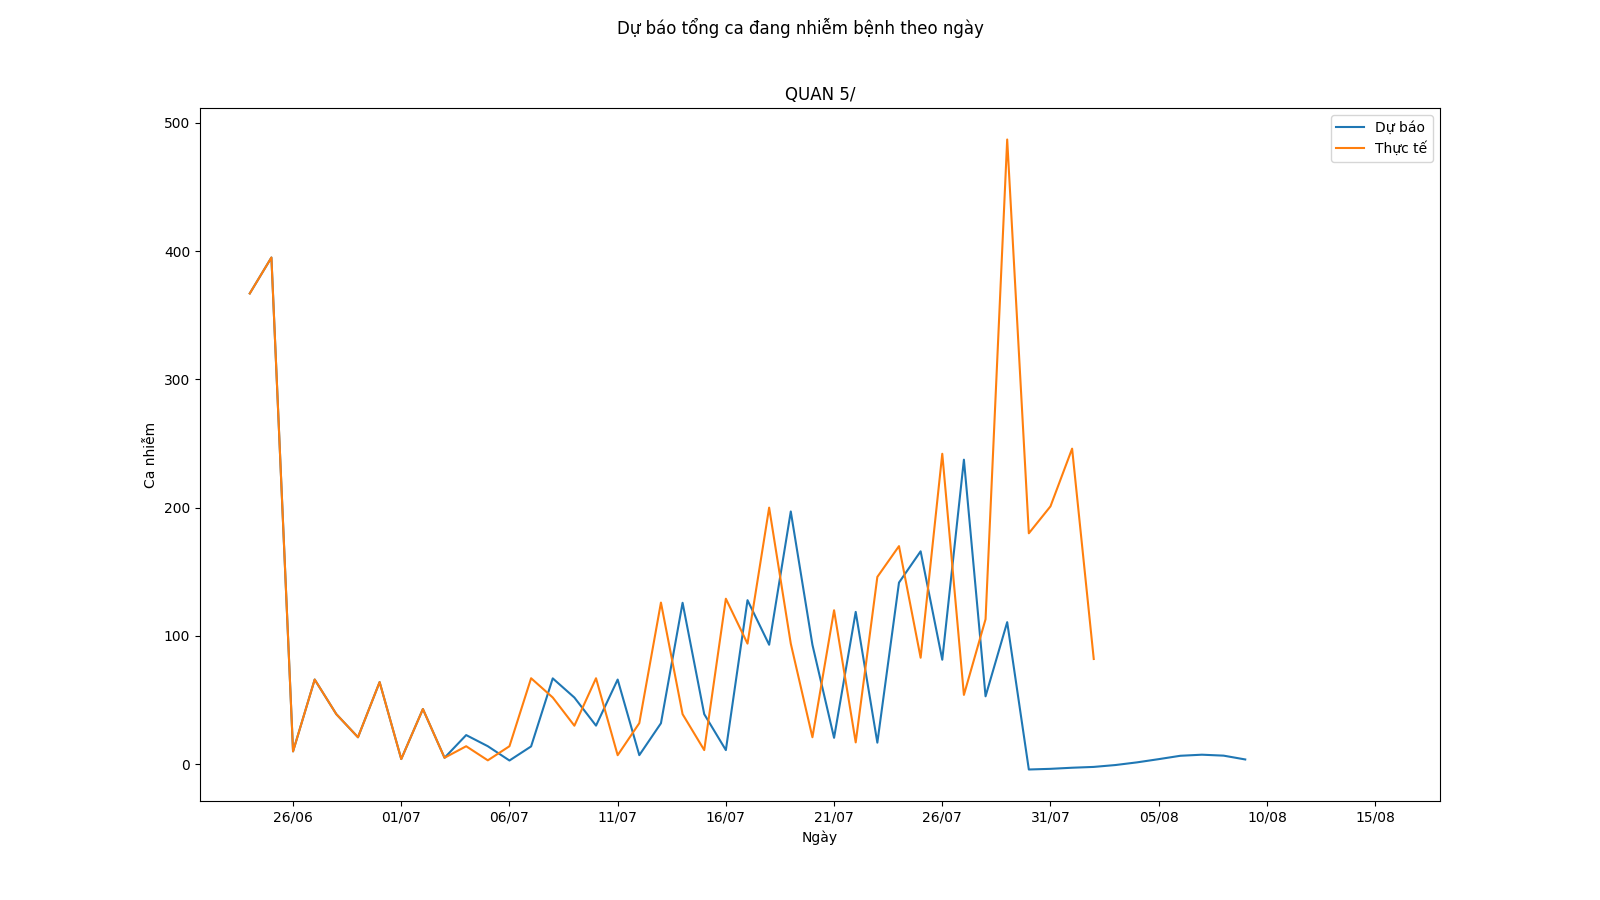 Dự báo tổng ca đang nhiễm bệnh theo ngày
QUAN 5/
Dự báo
Thực tế
500
400
300
200
100
0
Ca nhiễm
26/06 01/07 06/07 11/07 16/07 21/07 26/07 31/07 05/08 10/08 15/08
Ngày